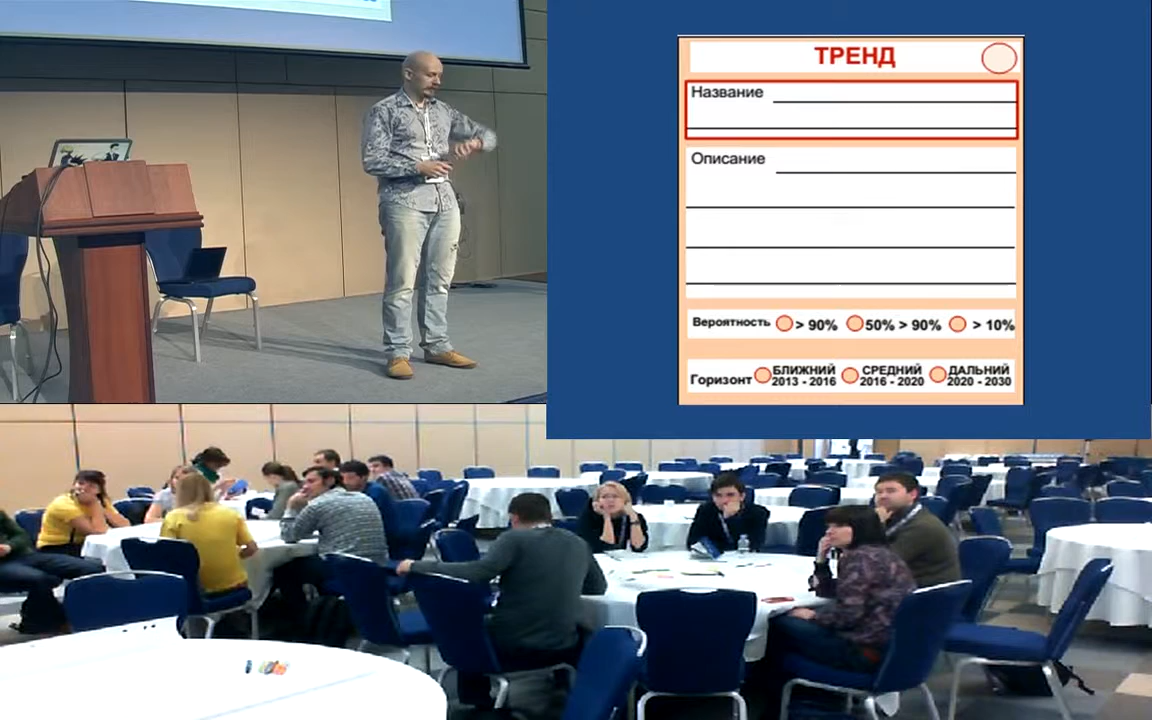 ТРЕНД
Название
Описание
Вероятность > 90% 50% > 90% > 10%
Горизонт БЛИЖНИЙ 2013 - 2016 СРЕДНИЙ 2016 - 2020 ДАЛЬНИЙ 2020 - 2030